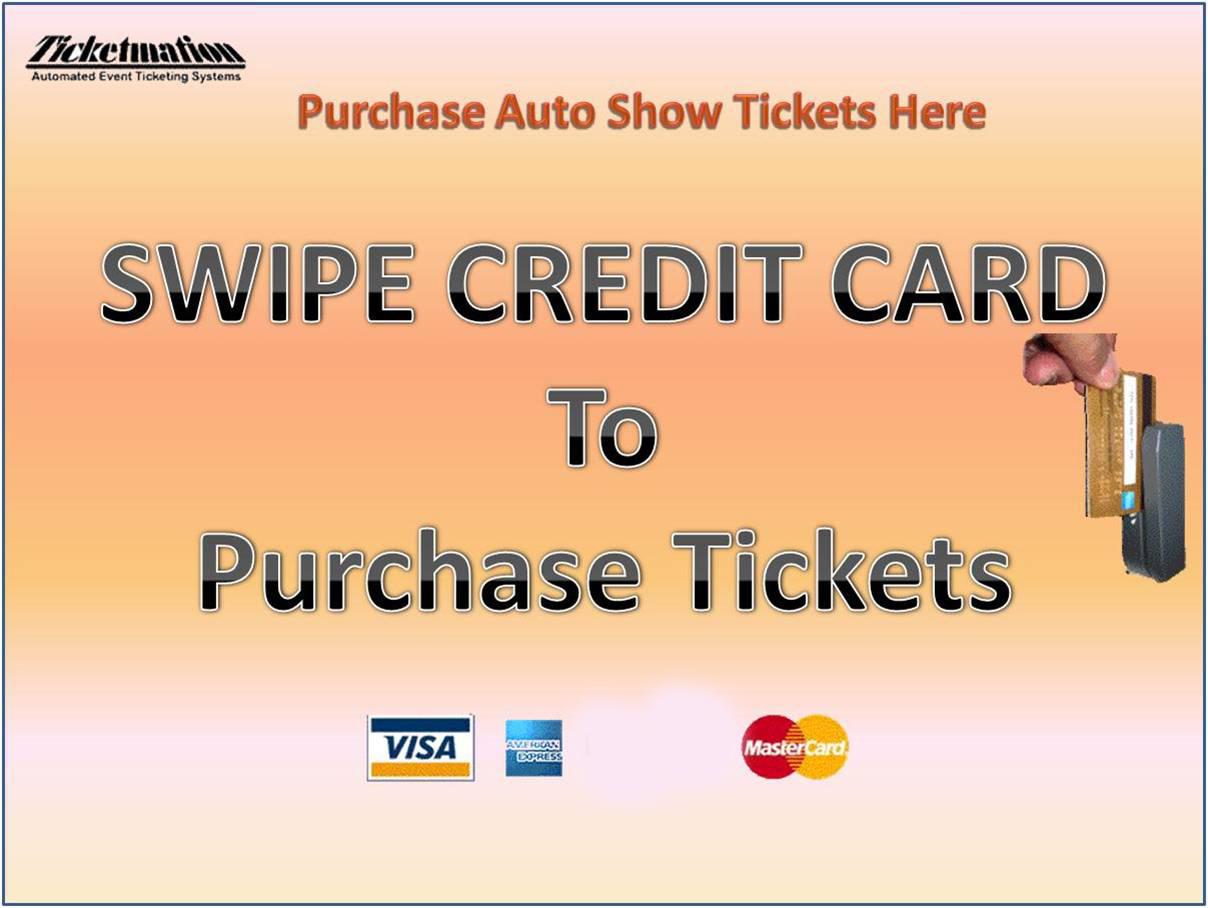 Ticketmation
Automated Event Ticketing Systems
Purchase Auto Show Tickets Here
SWIPE CREDIT CARD
To
Purchase Tickets
VISA
AMERICAN
EXPRESS
MasterCard